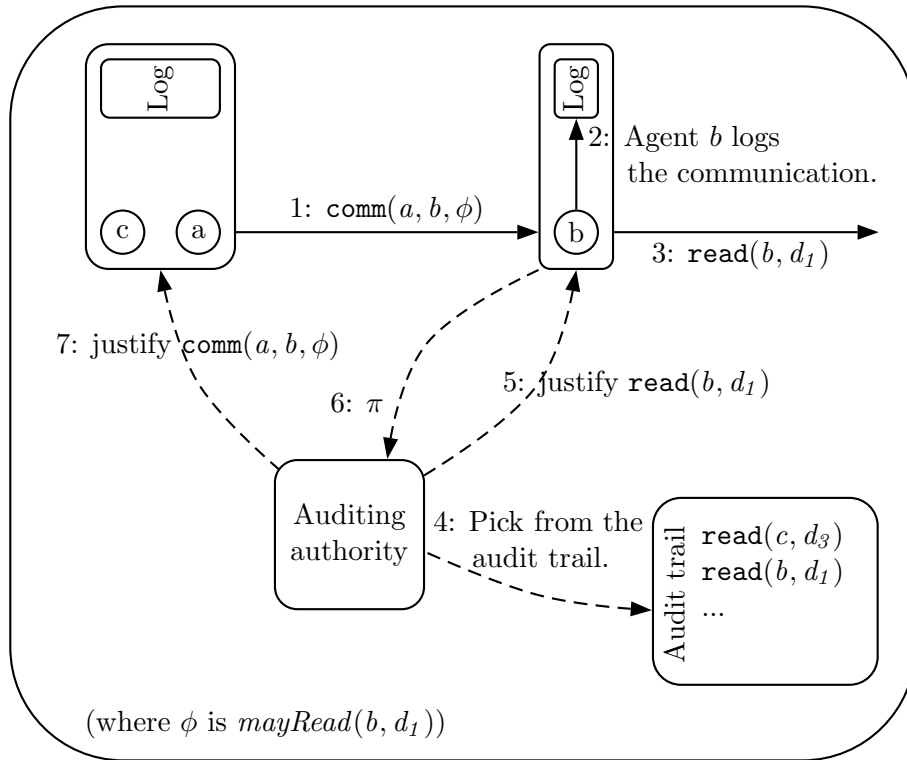 Log
Log
2: Agent b logs
the communication.
c
a
1: comm(a, b, ϕ)
b
3: read(b, d₁)
7: justify comm(a, b, ϕ)
5: justify read(b, d₁)
6: π
Auditing
authority
4: Pick from the
audit trail.
Audit trail
read(c, d₃)
read(b, d₁)
...
(where ϕ is mayRead(b, d₁))